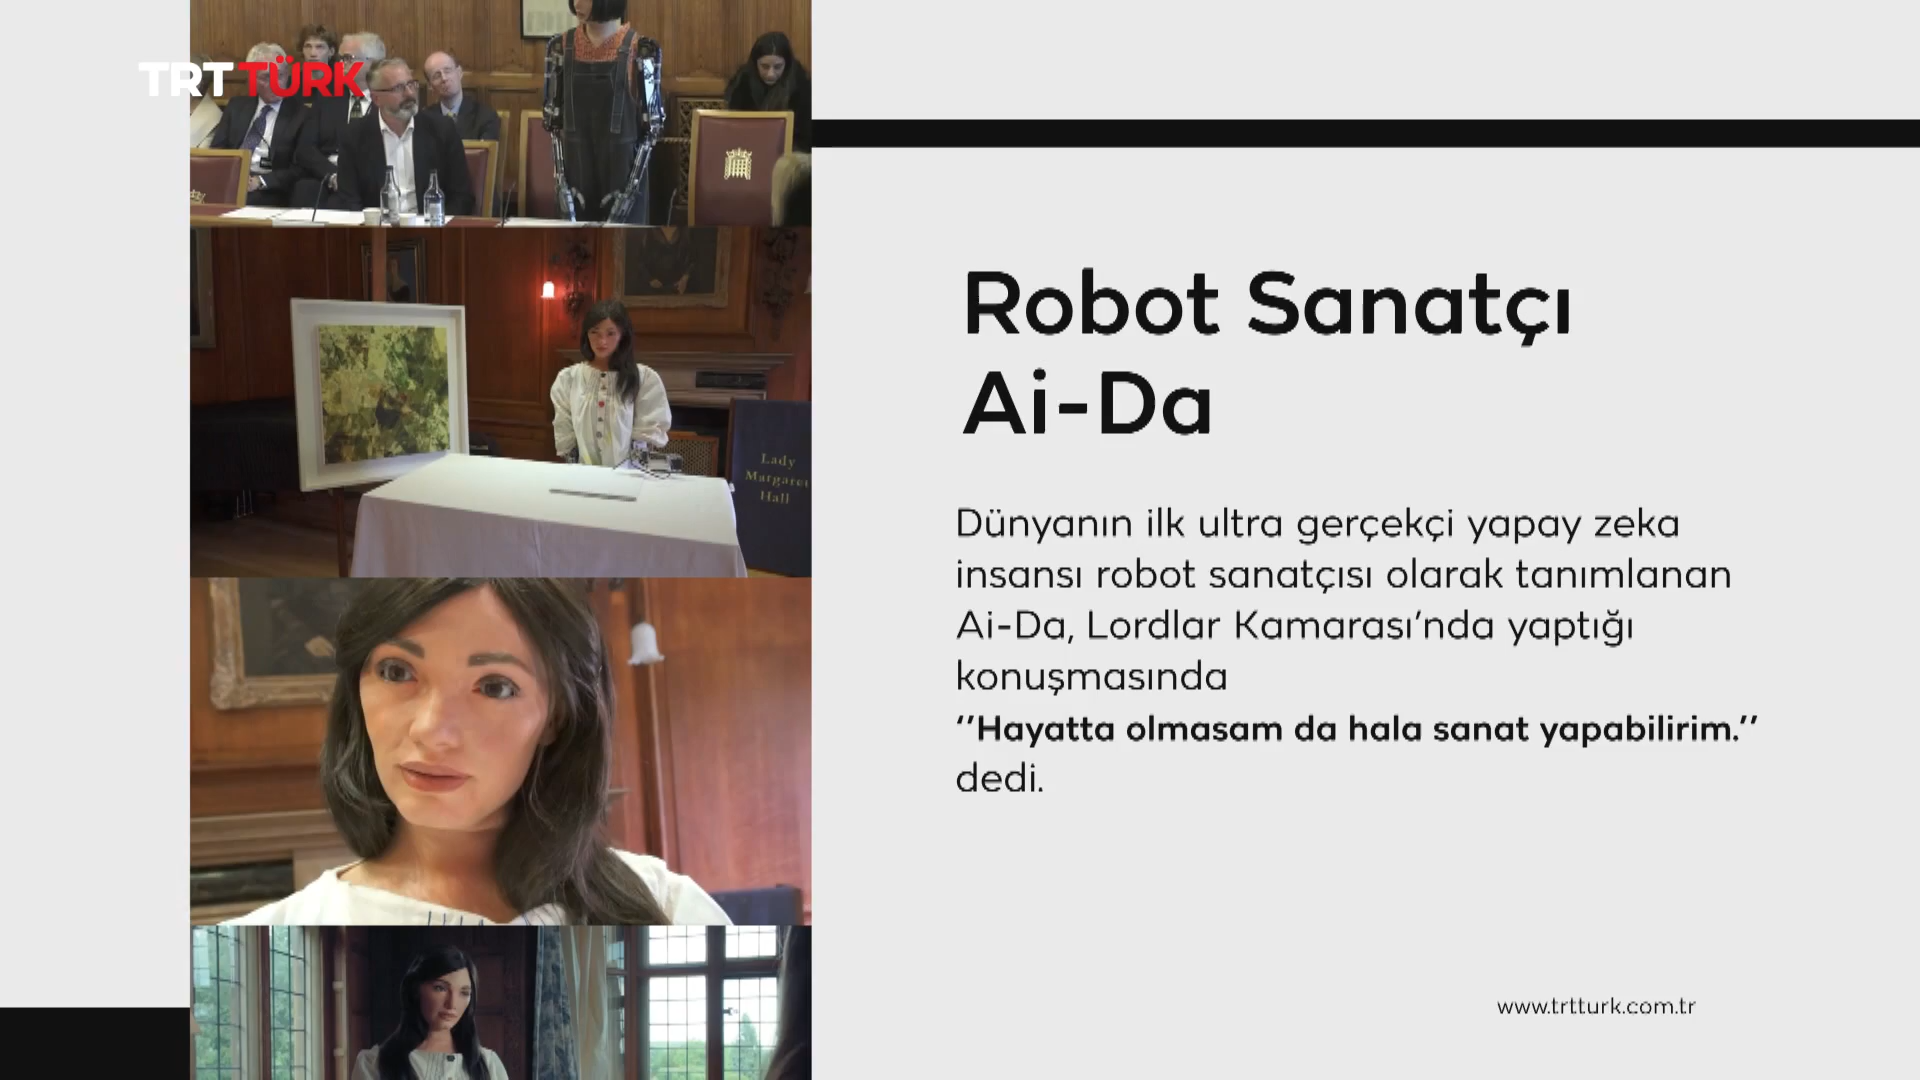 TRT TÜRK
Lady
Margaret
Hall
Robot Sanatçı
Ai-Da
Dünyanın ilk ultra gerçekçi yapay zeka
insansı robot sanatçısı olarak tanımlanan
Ai-Da, Lordlar Kamarası’nda yaptığı
konuşmasında
‘’Hayatta olmasam da hala sanat yapabilirim.’’
dedi.
www.trtturk.com.tr